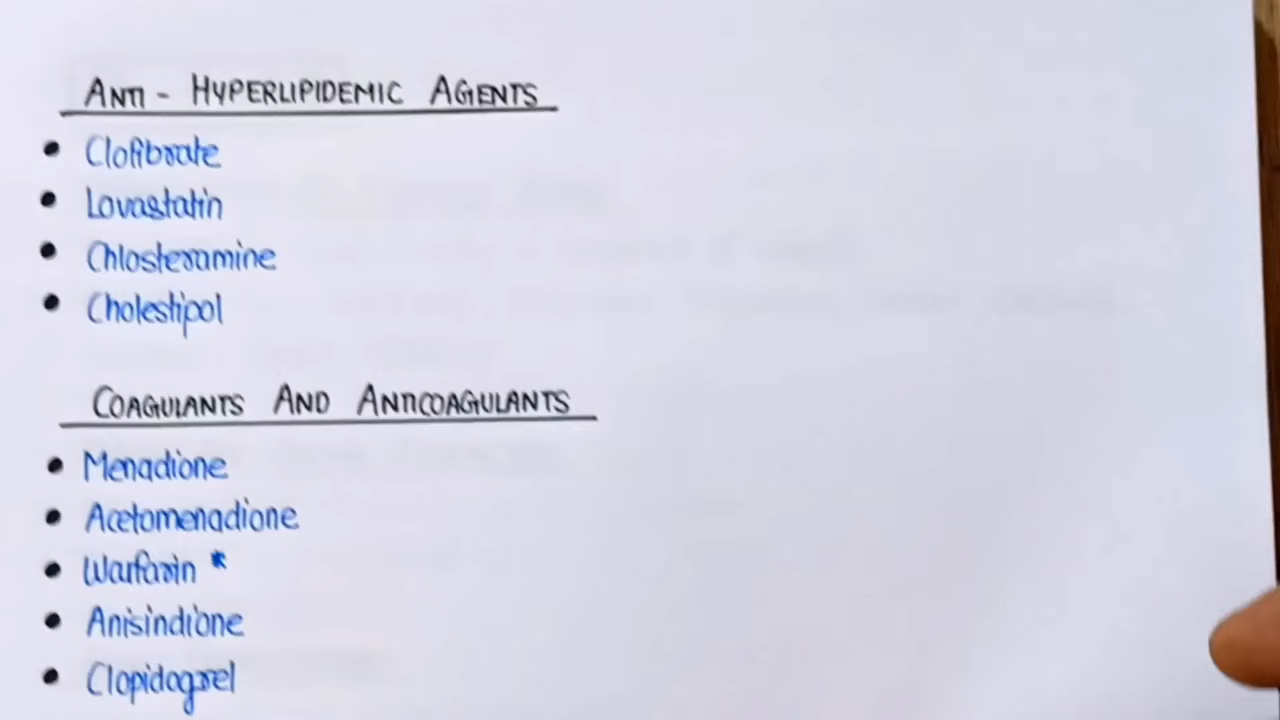 ANTI - HYPERLIPIDEMIC AGENTS
• Clofibrate
• Lovastatin
• Chlosteramine
• Cholestipol
COAGULANTS AND ANTICOAGULANTS
• Menadione
• Acetomenadione
• Warfarin *
• Anisindione
• Clopidogrel